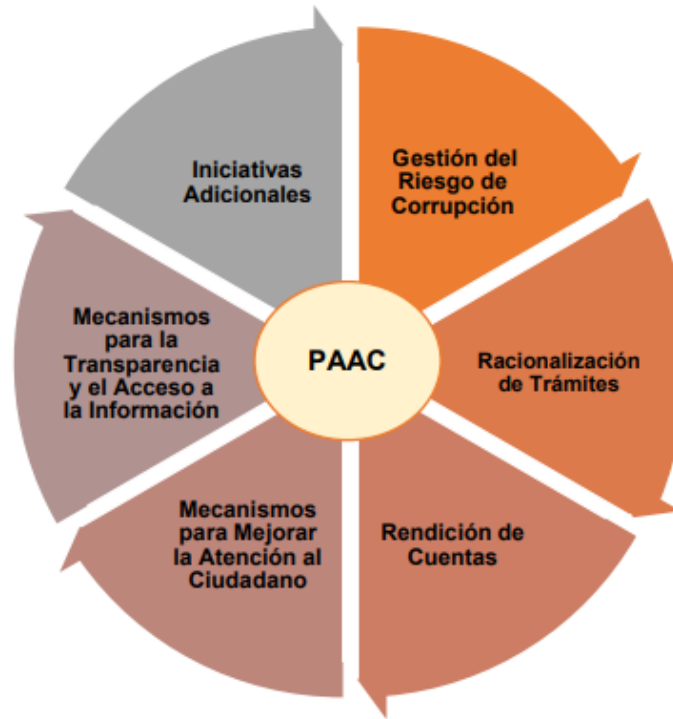 Iniciativas
Adicionales
Gestión del
Riesgo de
Corrupción
Mecanismos
para la
Transparencia
y el Acceso a
la Información
PAAC
Racionalización
de Trámites
Mecanismos
para Mejorar
la Atención al
Ciudadano
Rendición de
Cuentas